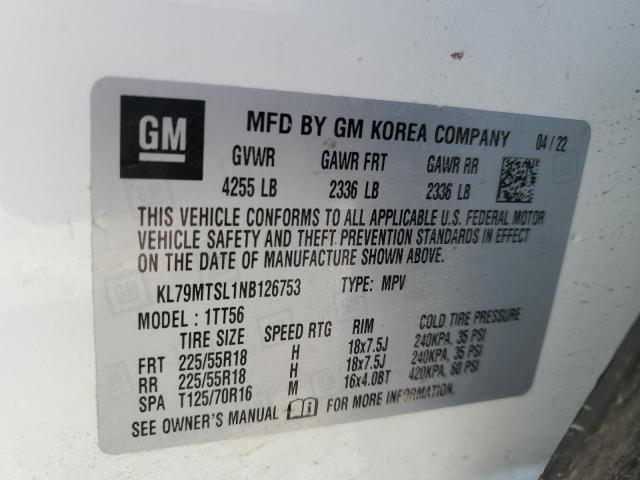 GM
MFD BY GM KOREA COMPANY 04 / 22
GVWR GAWR FRT GAWR RR
4255 LB 2336 LB 2336 LB
THIS VEHICLE CONFORMS TO ALL APPLICABLE U.S. FEDERAL MOTOR
VEHICLE SAFETY AND THEFT PREVENTION STANDARDS IN EFFECT
ON THE DATE OF MANUFACTURE SHOWN ABOVE.
KL79MTSL1NB126753 TYPE: MPV
MODEL : 1TT56
TIRE SIZE SPEED RTG RIM COLD TIRE PRESSURE
FRT 225/55R18 H 18x7.5J 240KPA, 35 PSI
RR 225/55R18 H 18x7.5J 240KPA, 35 PSI
SPA T125/70R16 M 16x4.0BT 420KPA, 60 PSI
SEE OWNER'S MANUAL FOR MORE INFORMATION.